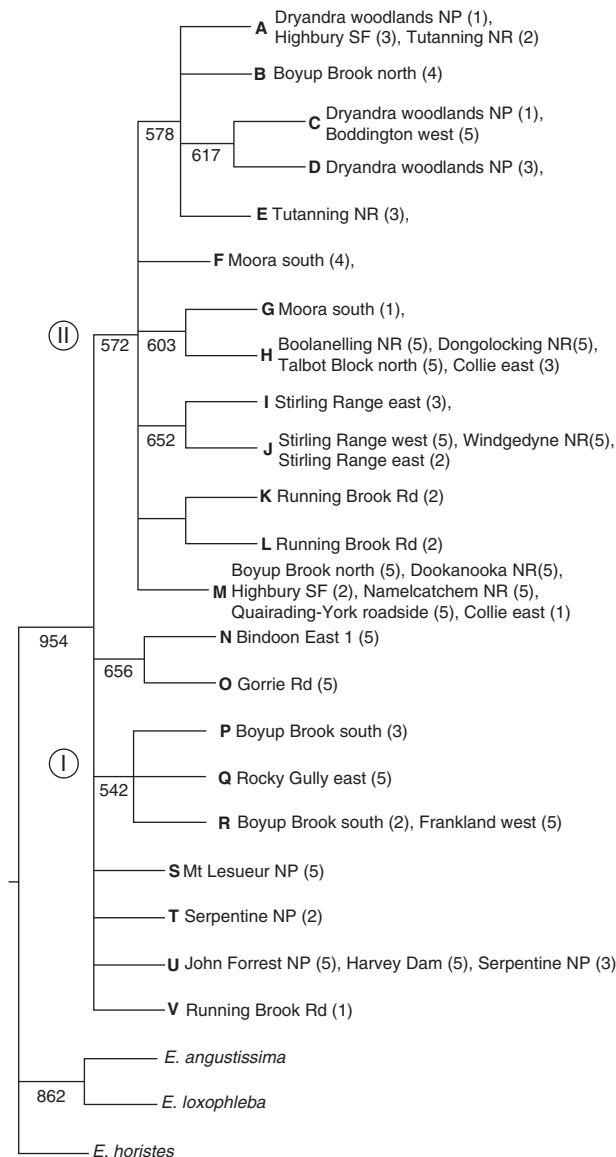 A Dryandra woodlands NP (1),
Highbury SF (3), Tutanning NR (2)
B Boyup Brook north (4)
578
C Dryandra woodlands NP (1),
Boddington west (5)
617
D Dryandra woodlands NP (3),
E Tutanning NR (3),
F Moora south (4),
G Moora south (1),
II
572
603
H Boolanelling NR (5), Dongolocking NR(5),
Talbot Block north (5), Collie east (3)
I Stirling Range east (3),
652
J Stirling Range west (5), Windgedyne NR(5),
Stirling Range east (2)
K Running Brook Rd (2)
L Running Brook Rd (2)
Boyup Brook north (5), Dookanooka NR(5),
M Highbury SF (2), Namelcatchem NR (5),
Quairading-York roadside (5), Collie east (1)
954
N Bindoon East 1 (5)
656
O Gorrie Rd (5)
P Boyup Brook south (3)
I
542
Q Rocky Gully east (5)
R Boyup Brook south (2), Frankland west (5)
S Mt Lesueur NP (5)
T Serpentine NP (2)
U John Forrest NP (5), Harvey Dam (5), Serpentine NP (3)
V Running Brook Rd (1)
E. angustissima
862
E. loxophleba
E. horistes